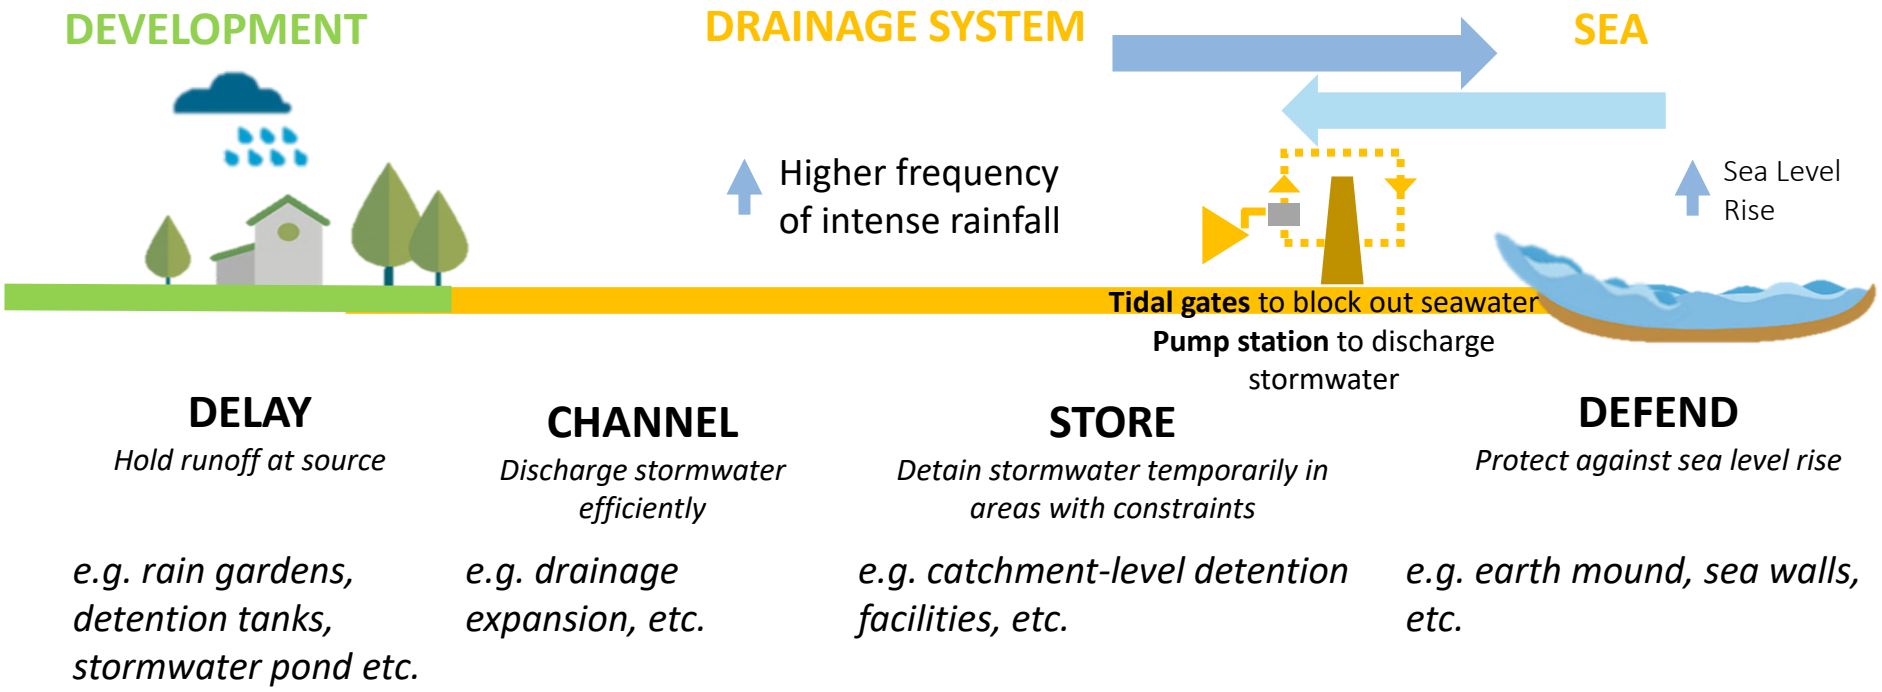 DEVELOPMENT
DRAINAGE SYSTEM
SEA
Higher frequency
of intense rainfall
Sea Level
Rise
Tidal gates to block out seawater
Pump station to discharge
stormwater
DELAY
Hold runoff at source
e.g. rain gardens,
detention tanks,
stormwater pond etc.
CHANNEL
Discharge stormwater
efficiently
e.g. drainage
expansion, etc.
STORE
Detain stormwater temporarily in
areas with constraints
e.g. catchment-level detention
facilities, etc.
DEFEND
Protect against sea level rise
e.g. earth mound, sea walls,
etc.